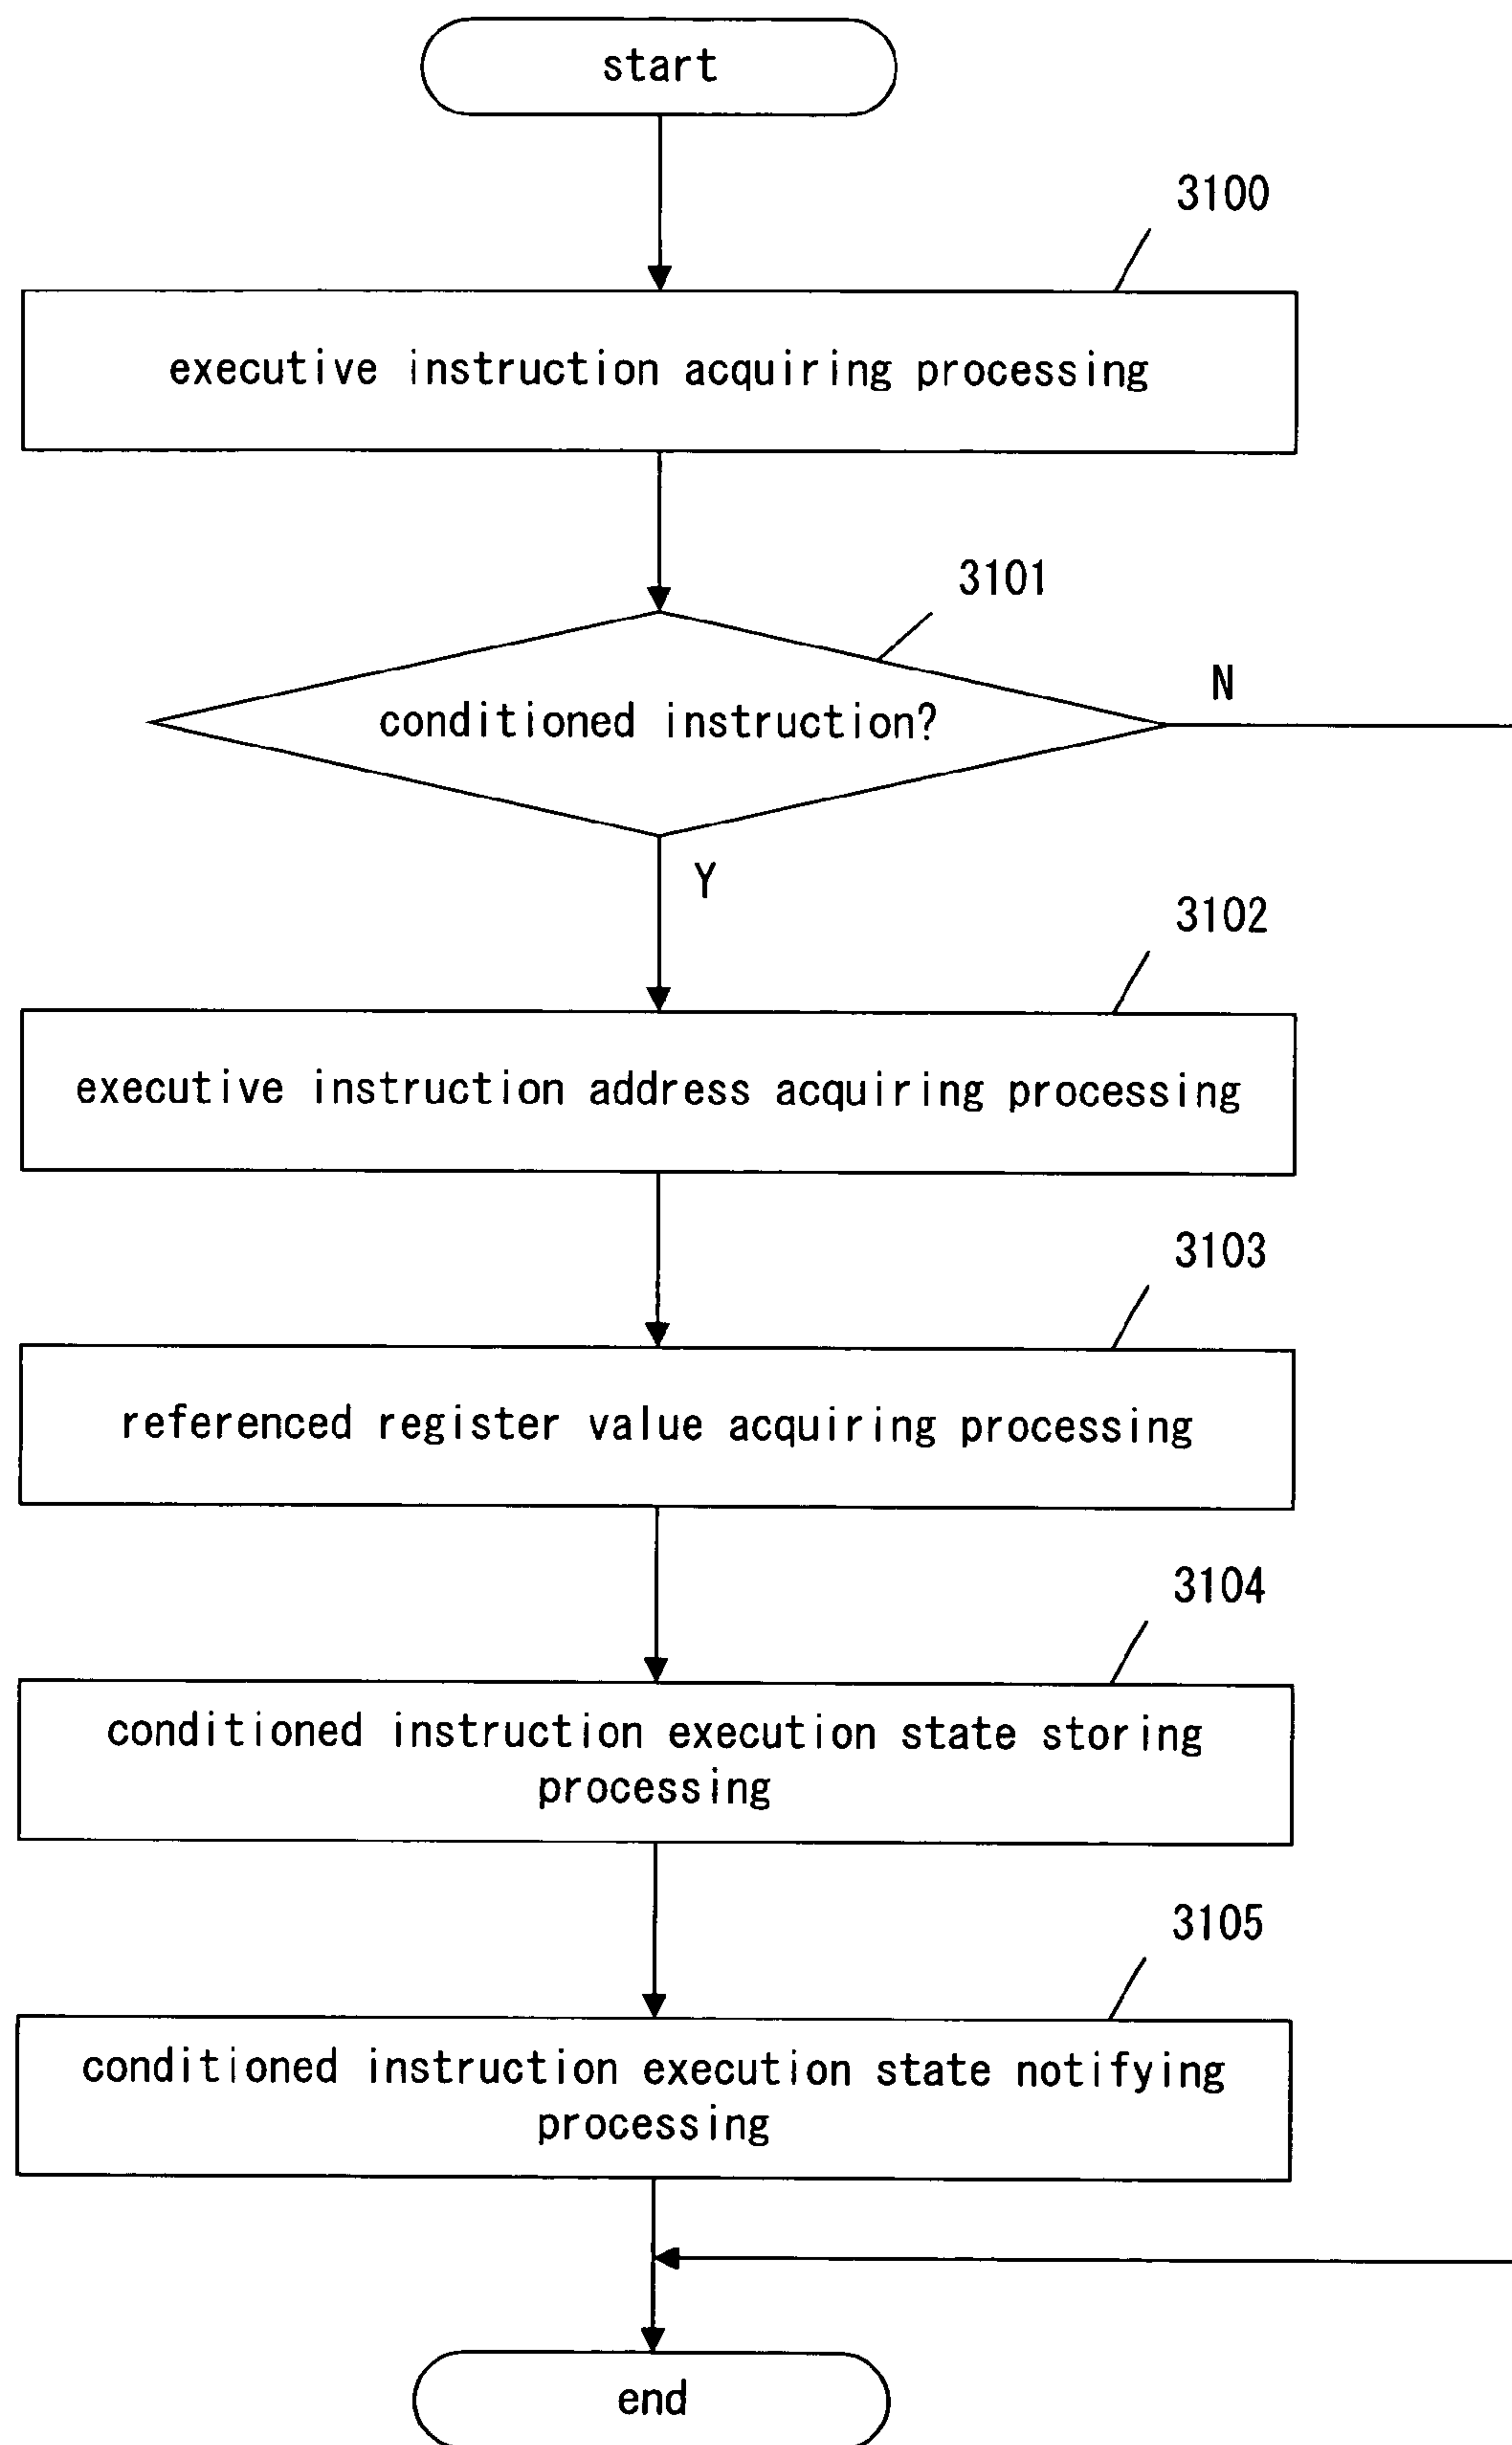 start
3100
executive instruction acquiring processing
3101
conditioned instruction?
N
Y
3102
executive instruction address acquiring processing
3103
referenced register value acquiring processing
3104
conditioned instruction execution state storing
processing
3105
conditioned instruction execution state notifying
processing
end